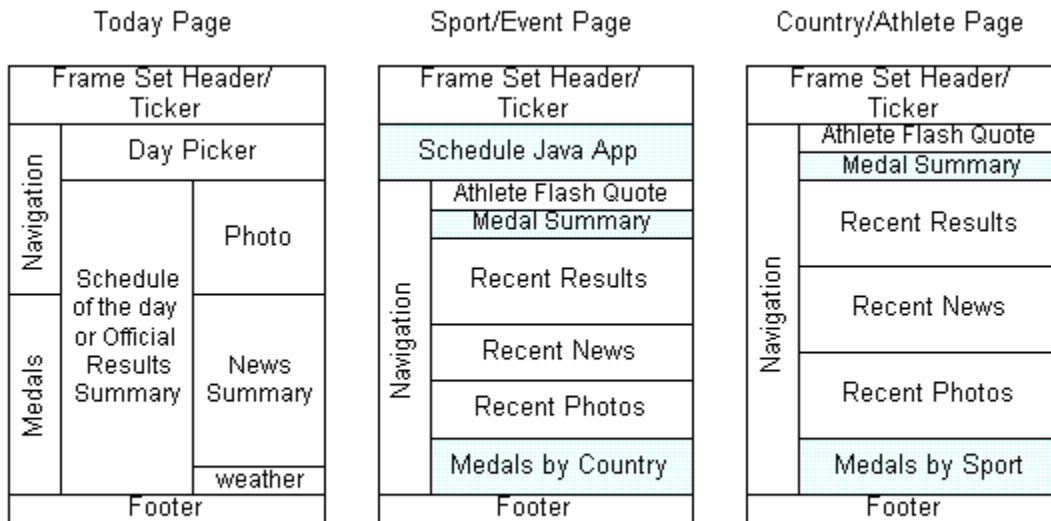 Today Page
Frame Set Header/
Ticker
Navigation
Day Picker
Medals
Schedule
of the day
or Official
Results
Summary
Photo
News
Summary
weather
Footer
Sport/Event Page
Frame Set Header/
Ticker
Schedule Java App
Navigation
Athlete Flash Quote
Medal Summary
Recent Results
Recent News
Recent Photos
Medals by Country
Footer
Country/Athlete Page
Frame Set Header/
Ticker
Navigation
Athlete Flash Quote
Medal Summary
Recent Results
Recent News
Recent Photos
Medals by Sport
Footer